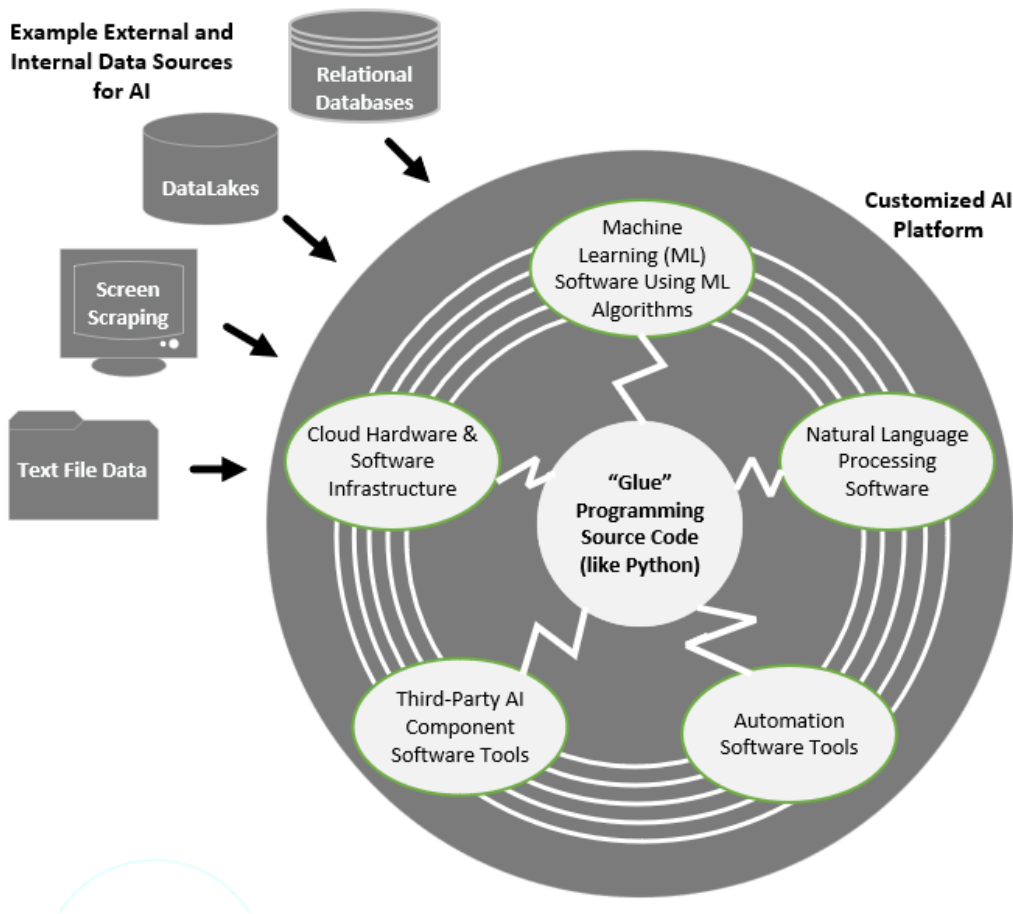 Example External and
Internal Data Sources
for AI
Relational
Databases
DataLakes
Screen
Scraping
Text File Data
Customized AI
Platform
Machine
Learning (ML)
Software Using ML
Algorithms
Cloud Hardware &
Software
Infrastructure
Natural Language
Processing
Software
“Glue”
Programming
Source Code
(like Python)
Third-Party AI
Component
Software Tools
Automation
Software Tools